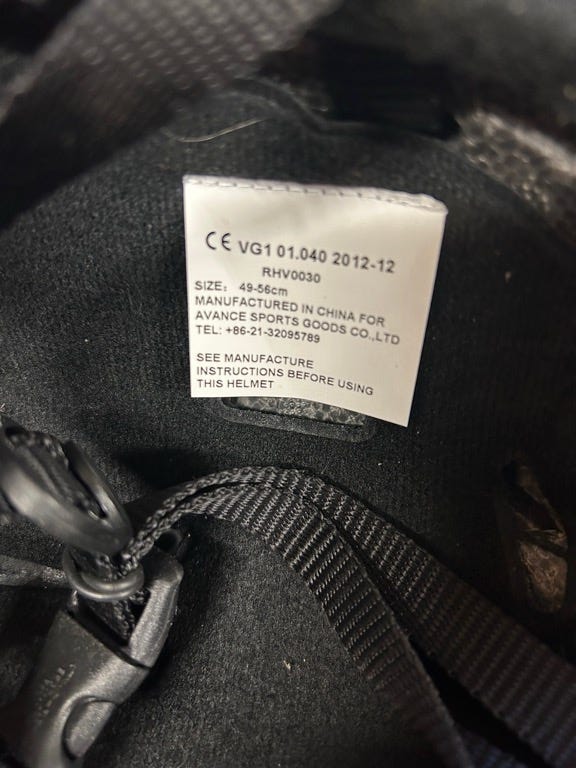 CE VG1 01.040 2012-12
RHV0030
SIZE: 49-56cm
MANUFACTURED IN CHINA FOR
AVANCE SPORTS GOODS CO.,LTD
TEL: +86-21-32095789
SEE MANUFACTURE
INSTRUCTIONS BEFORE USING
THIS HELMET